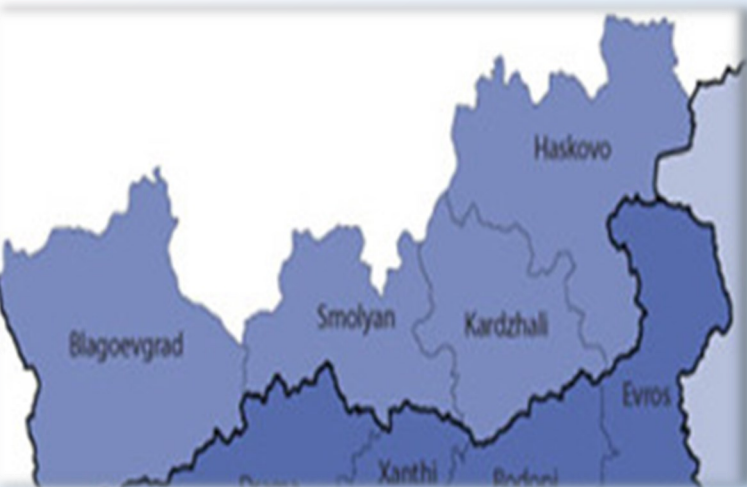 Haskovo
Smolyan
Kardzhali
Blagoevgrad
Evros
Xanthi